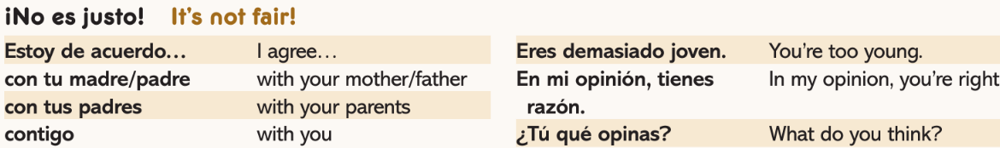 ¡No es justo! It's not fair!
Estoy de acuerdo… I agree…
con tu madre/padre with your mother/father
con tus padres with your parents
contigo with you
Eres demasiado joven. You're too young.
En mi opinión, tienes In my opinion, you're right
razón.
¿Tú qué opinas? What do you think?